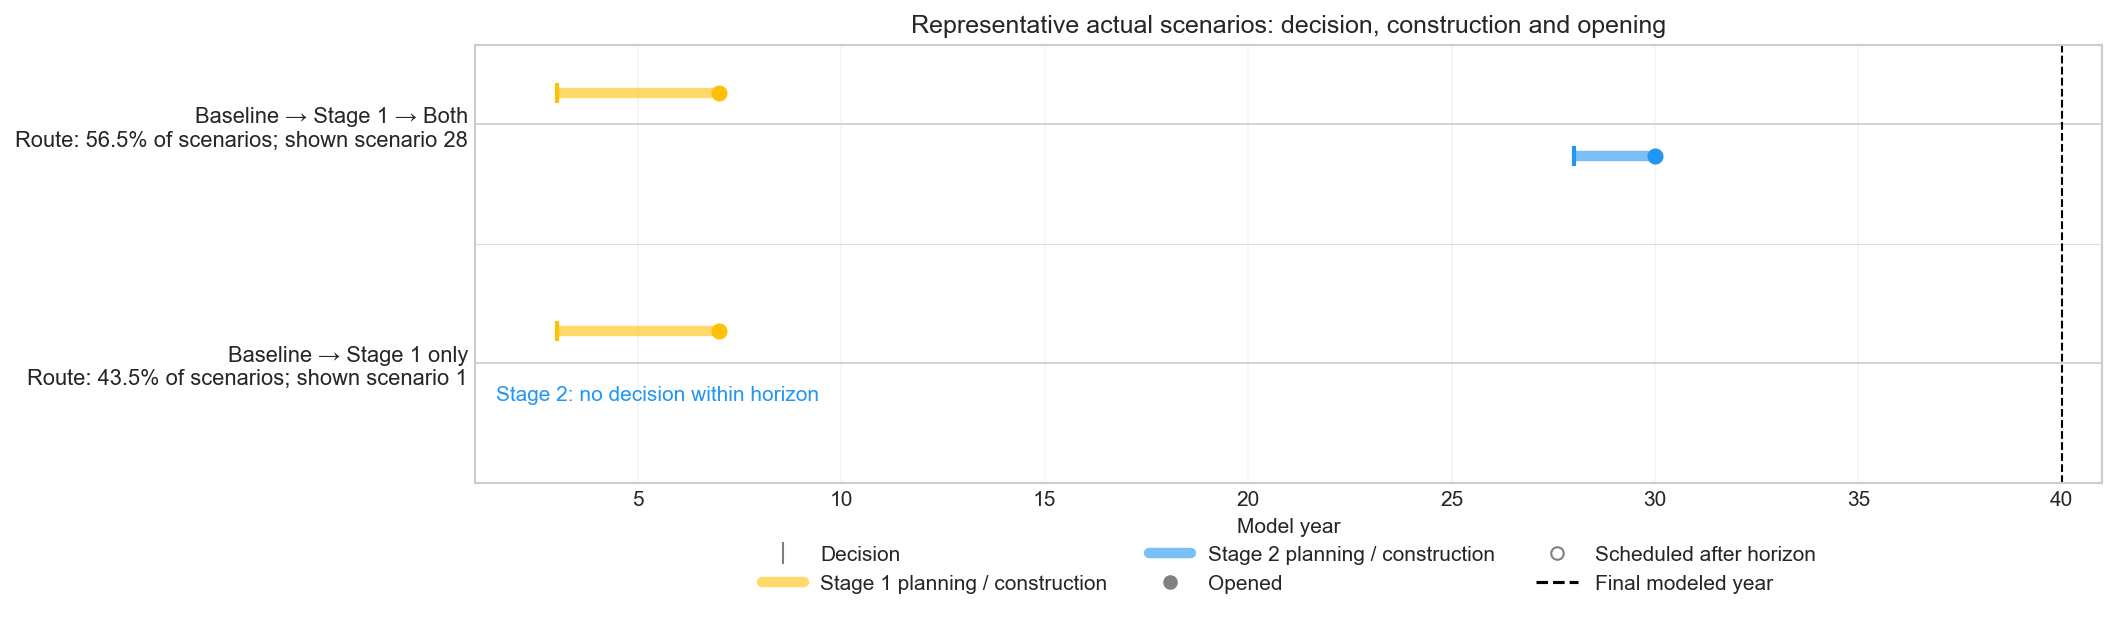 Representative actual scenarios: decision, construction and opening
Baseline → Stage 1 → Both
Route: 56.5% of scenarios; shown scenario 28
Baseline → Stage 1 only
Route: 43.5% of scenarios; shown scenario 1
Stage 2: no decision within horizon
5 10 15 20 25 30 35 40
Model year
Decision
Stage 1 planning / construction
Stage 2 planning / construction
Opened
Scheduled after horizon
Final modeled year